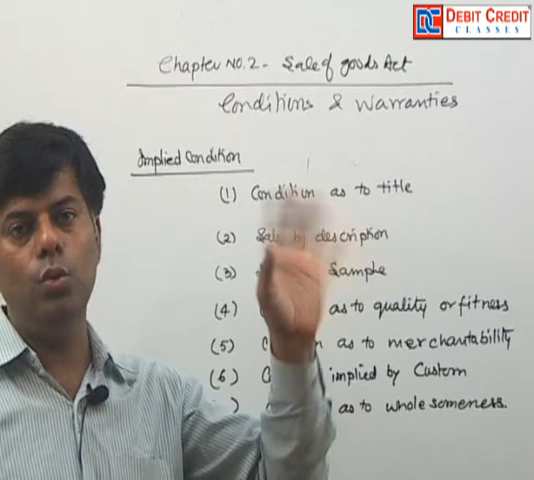 DEBIT CREDIT
CLASSES
Chapter No. 2 - Sale of goods Act
Conditions & Warranties
Implied Condition
(1) Condition as to title
(2) Sale by description
(3) Sample
(4) as to quality or fitness
(5) as to merchantability
(6) implied by Custom
) as to wholesomeness.